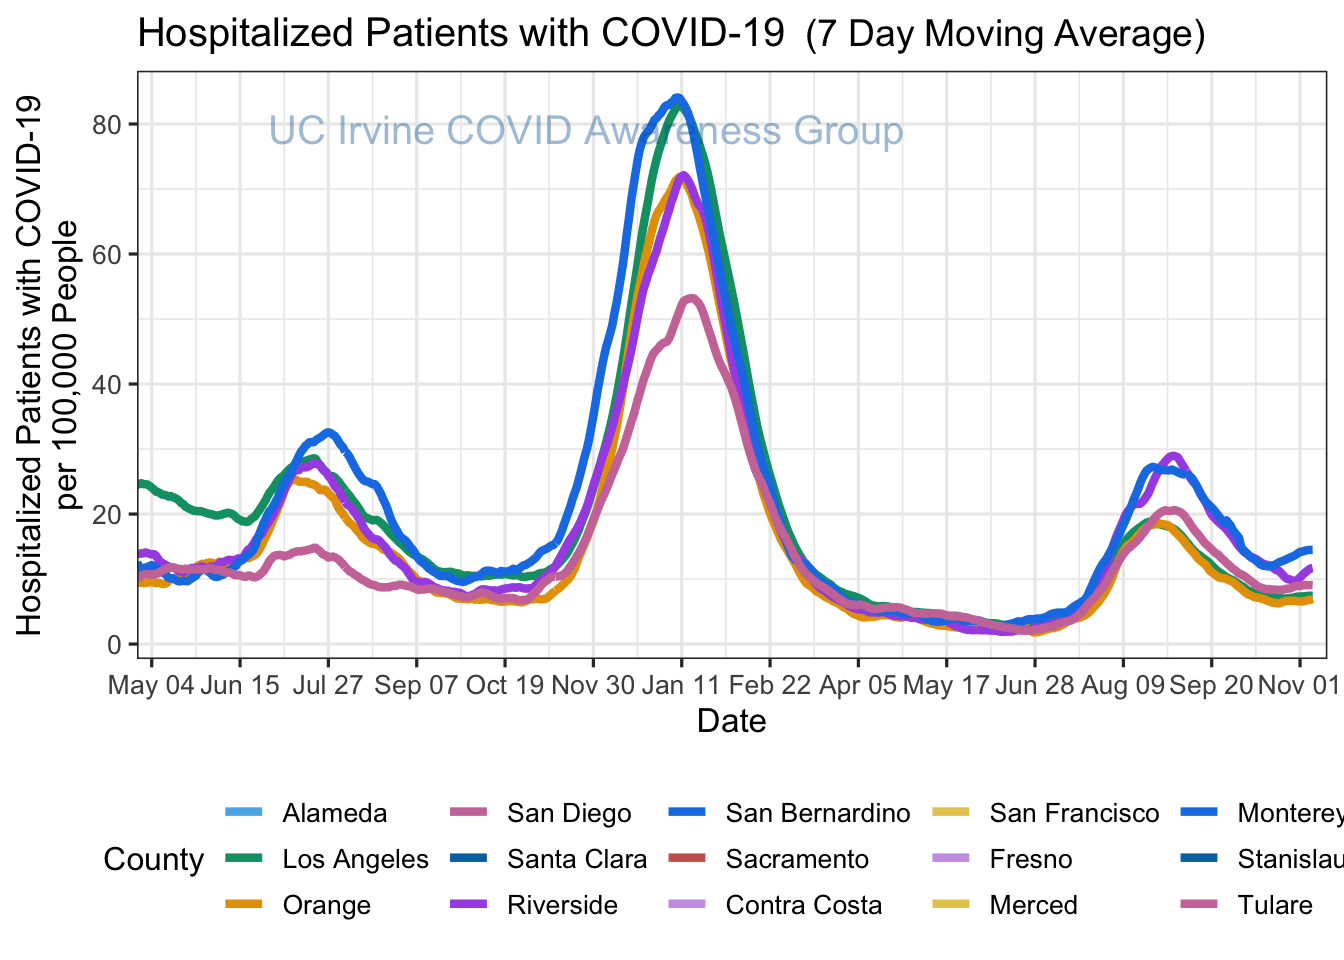 Hospitalized Patients with COVID-19 (7 Day Moving Average)
Hospitalized Patients with COVID-19
per 100,000 People
UC Irvine COVID Awareness Group
80
60
40
20
0
May 04 Jun 15 Jul 27 Sep 07 Oct 19 Nov 30 Jan 11 Feb 22 Apr 05 May 17 Jun 28 Aug 09 Sep 20 Nov 01
Date
County
Alameda San Diego San Bernardino San Francisco Monterey
Los Angeles Santa Clara Sacramento Fresno Stanislau
Orange Riverside Contra Costa Merced Tulare